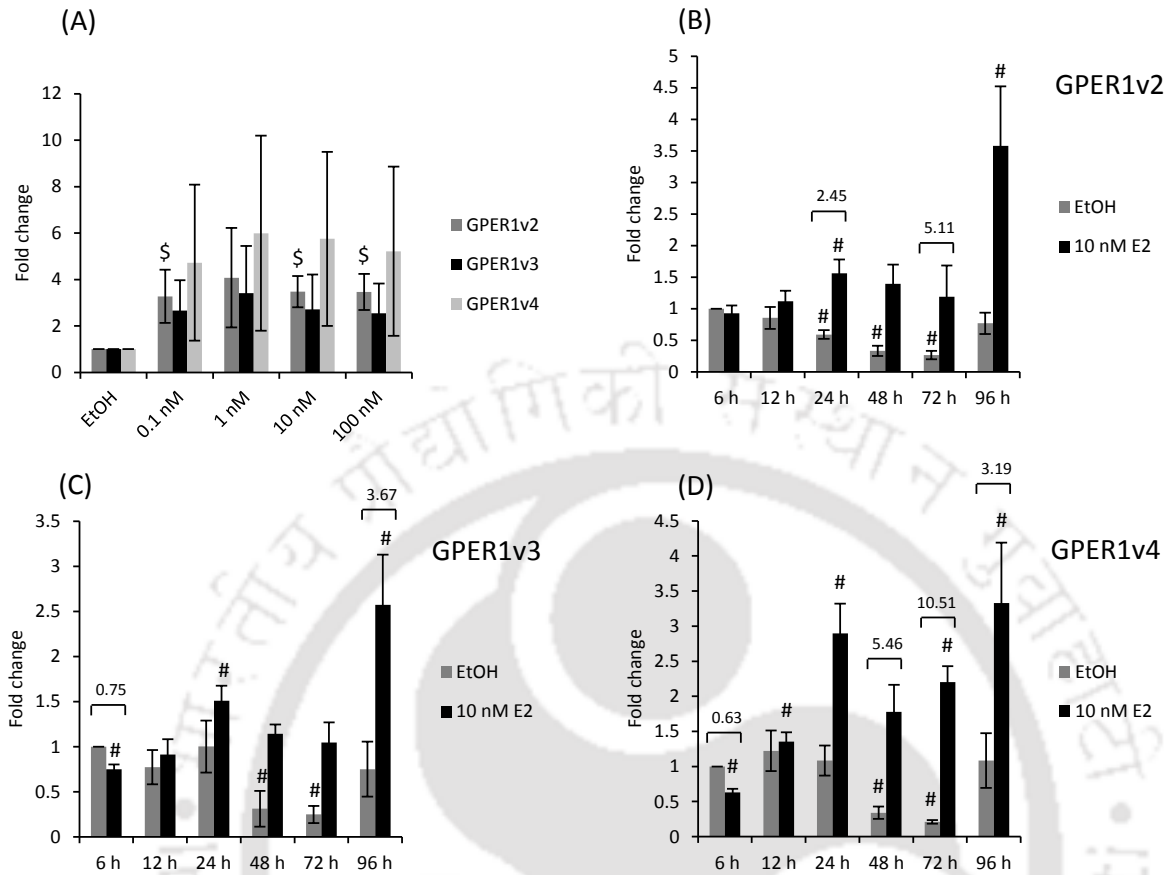 (A)
Fold change
12
10
8
6
4
2
0
$
$
$
EtOH
0.1 nM
1 nM
10 nM
100 nM
GPER1v2
GPER1v3
GPER1v4
(B)
GPER1v2
Fold change
5
4.5
4
3.5
3
2.5
2
1.5
1
0.5
0
2.45
5.11
#
#
#
#
#
6 h
12 h
24 h
48 h
72 h
96 h
EtOH
10 nM E2
(C)
GPER1v3
Fold change
3.5
3
2.5
2
1.5
1
0.5
0
0.75
3.67
#
#
#
#
#
6 h
12 h
24 h
48 h
72 h
96 h
EtOH
10 nM E2
(D)
GPER1v4
Fold change
4.5
4
3.5
3
2.5
2
1.5
1
0.5
0
0.63
5.46
10.51
3.19
#
#
#
#
#
#
#
6 h
12 h
24 h
48 h
72 h
96 h
EtOH
10 nM E2